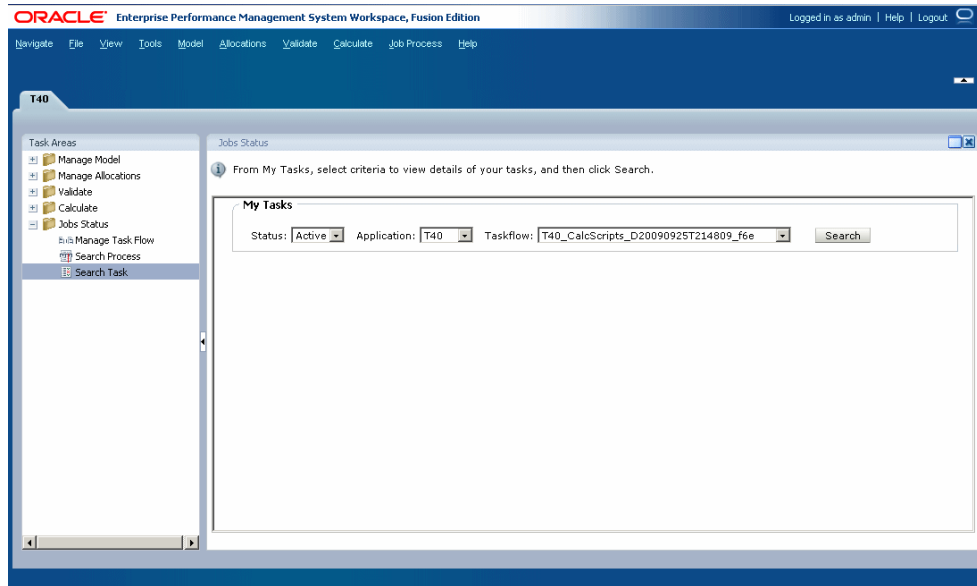 ORACLE Enterprise Performance Management System Workspace, Fusion Edition
Logged in as admin | Help | Logout
Navigate File View Tools Model Allocations Validate Calculate Job Process Help
T40
Task Areas
Manage Model
Manage Allocations
Validate
Calculate
Jobs Status
Manage Task Flow
Search Process
Search Task
Jobs Status
From My Tasks, select criteria to view details of your tasks, and then click Search.
My Tasks
Status: Active Application: T40 Taskflow: T40_CalcScripts_D20090925T214809_f6e Search